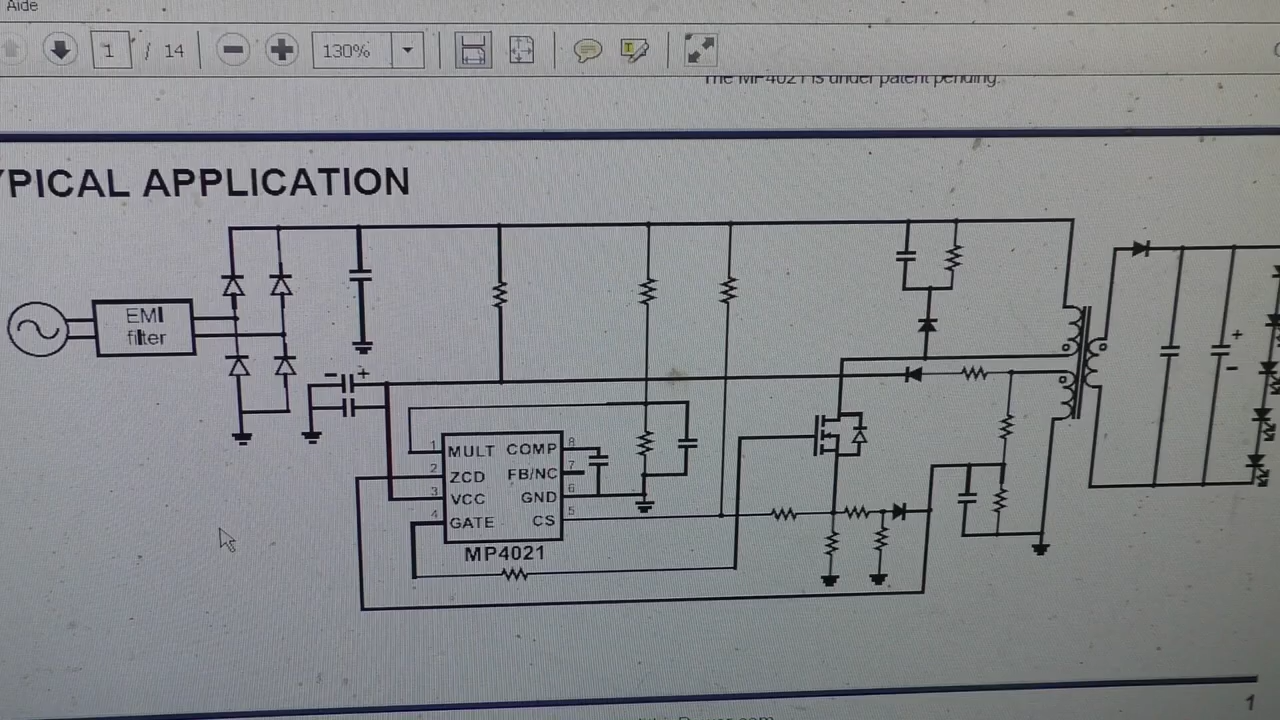 Aide
1 / 14
130%
T
The MP4021 is under patent pending.
YPICAL APPLICATION
EMI
filter
- +
+
-
1 MULT COMP 8
2 ZCD FB/NC 7
3 VCC GND 6
4 GATE CS 5
MP4021
1